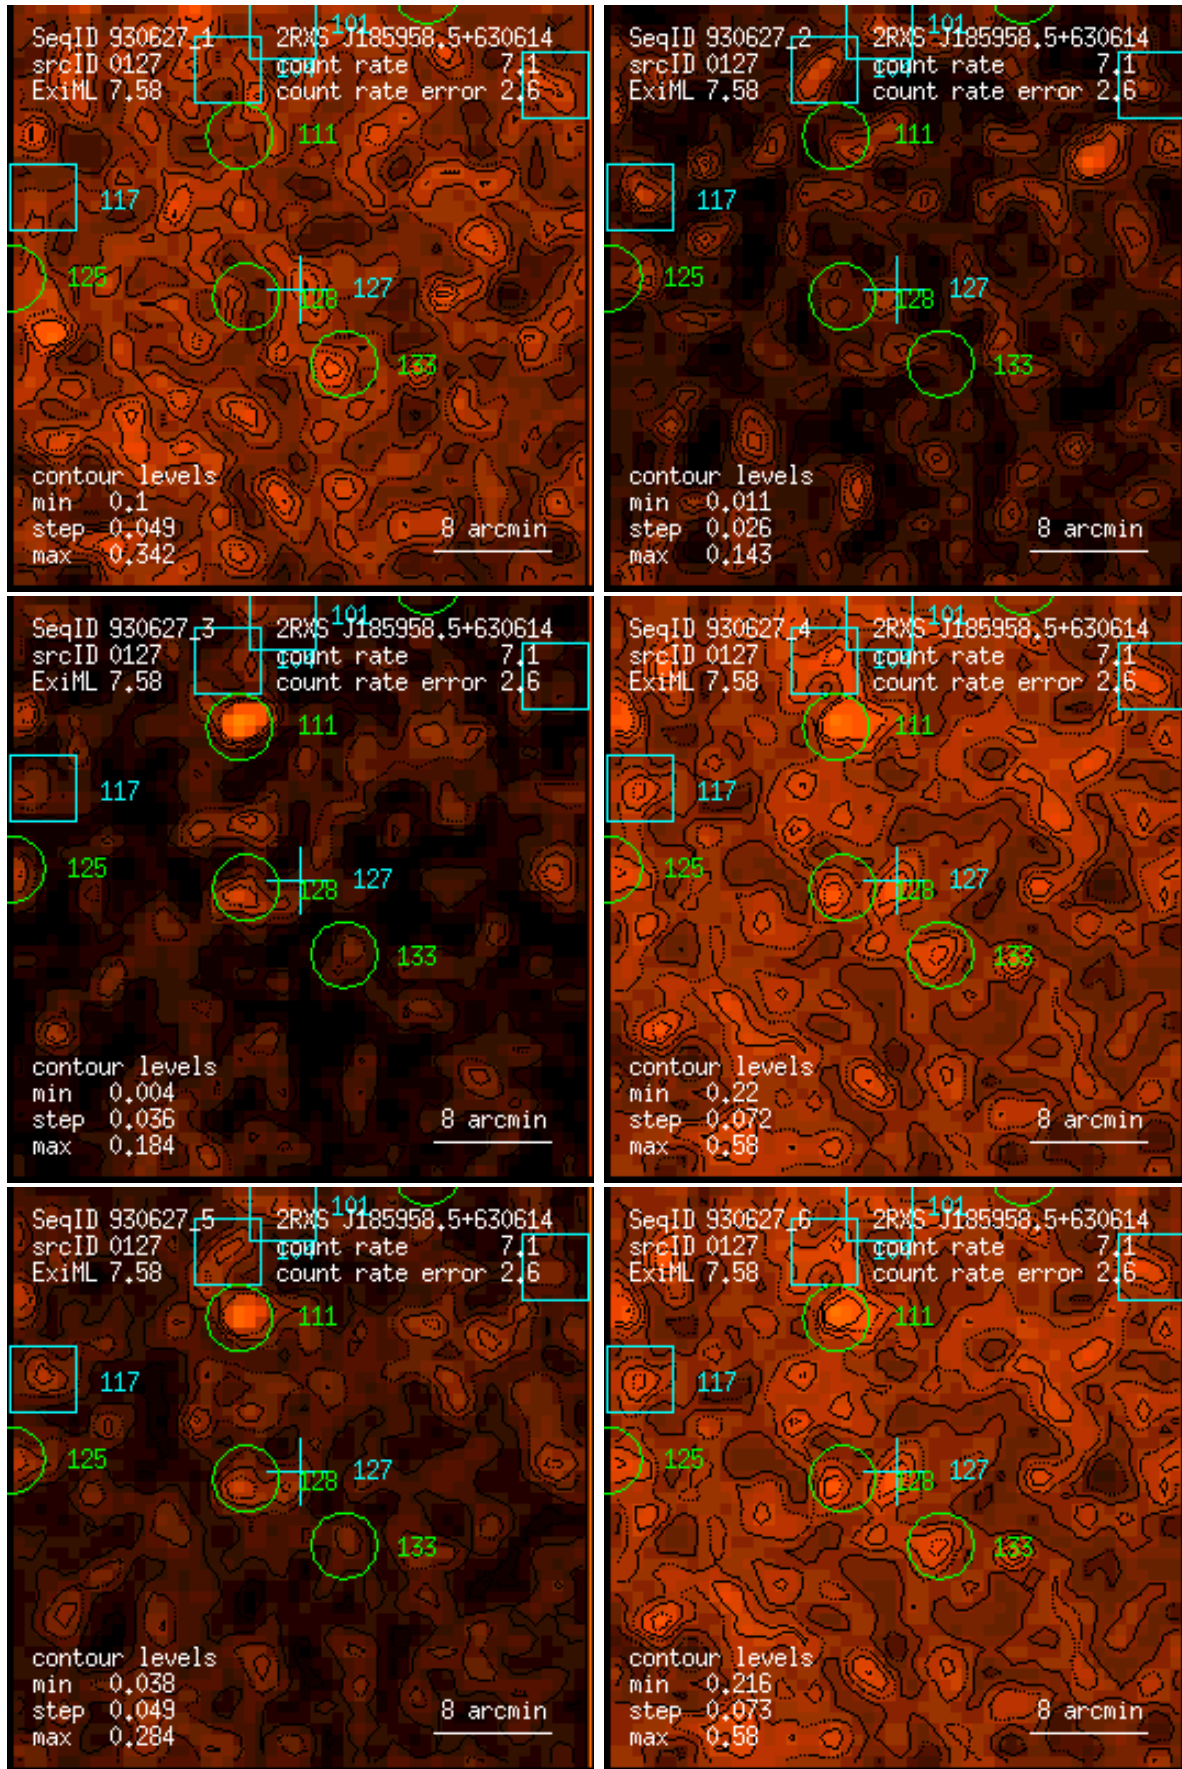 101
SeqID 930627_1 2RXS J185958.5+630614
srcID 0127 count rate 7.1
ExiML 7.58 count rate error 2.6
111
117
125
128 127
133
contour levels
min 0.1
step 0.049 8 arcmin
max 0.342
101
SeqID 930627_2 2RXS J185958.5+630614
srcID 0127 count rate 7.1
ExiML 7.58 count rate error 2.6
111
117
125
128 127
133
contour levels
min 0.011
step 0.026 8 arcmin
max 0.143
101
SeqID 930627_3 2RXS J185958.5+630614
srcID 0127 count rate 7.1
ExiML 7.58 count rate error 2.6
111
117
125
128 127
133
contour levels
min 0.004
step 0.036 8 arcmin
max 0.184
101
SeqID 930627_4 2RXS J185958.5+630614
srcID 0127 count rate 7.1
ExiML 7.58 count rate error 2.6
111
117
125
128 127
133
contour levels
min 0.22
step 0.072 8 arcmin
max 0.58
101
SeqID 930627_5 2RXS J185958.5+630614
srcID 0127 count rate 7.1
ExiML 7.58 count rate error 2.6
111
117
125
128 127
133
contour levels
min 0.038
step 0.049 8 arcmin
max 0.284
101
SeqID 930627_6 2RXS J185958.5+630614
srcID 0127 count rate 7.1
ExiML 7.58 count rate error 2.6
111
117
125
128 127
133
contour levels
min 0.216
step 0.073 8 arcmin
max 0.58